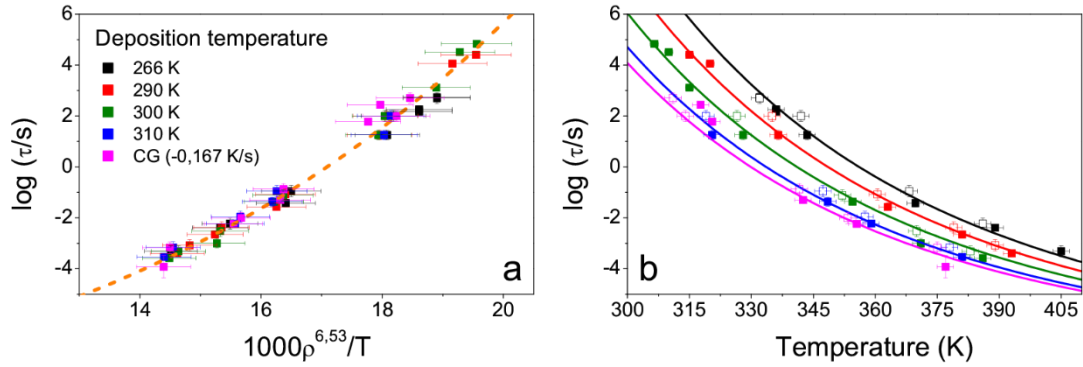 6
4
2
0
-2
-4
log (τ/s)
Deposition temperature
266 K
290 K
300 K
310 K
CG (-0,167 K/s)
a
14
16
18
20
1000ρ^6,53/T
6
4
2
0
-2
-4
log (τ/s)
b
300
315
330
345
360
375
390
405
Temperature (K)